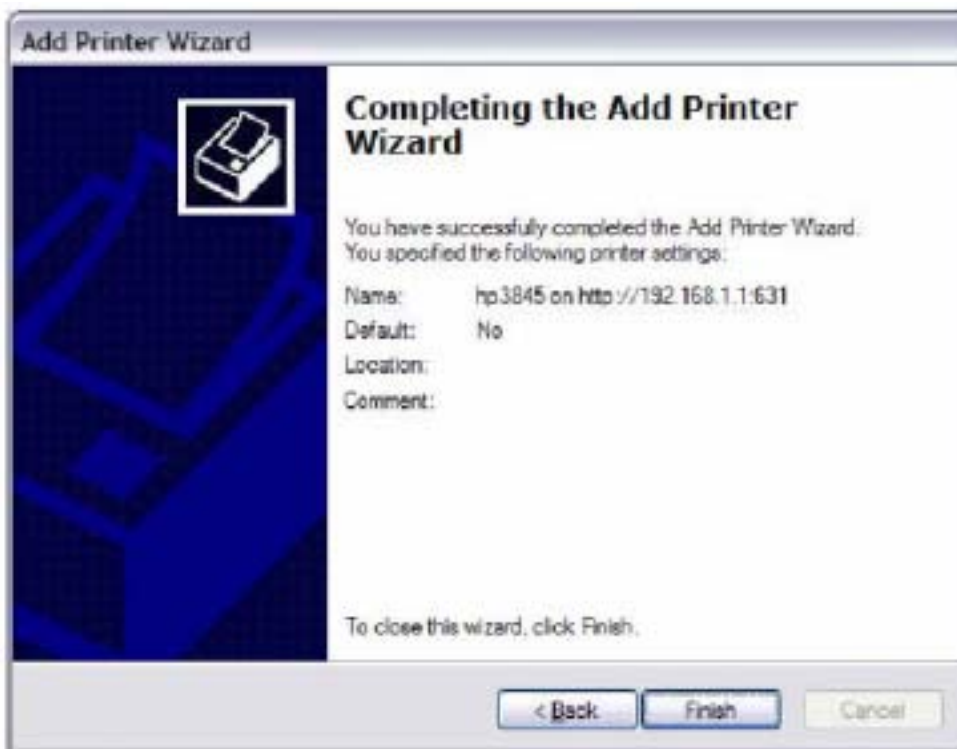 Add Printer Wizard
Completing the Add Printer
Wizard
You have successfully completed the Add Printer Wizard.
You specified the following printer settings:
Name: hp3845 on http://192.168.1.1:631
Default: No
Location:
Comment:
To close this wizard, click Finish.
< Back Finish Cancel